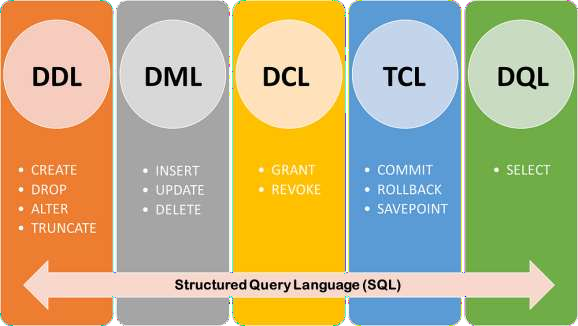 DDL
• CREATE
• DROP
• ALTER
• TRUNCATE
DML
• INSERT
• UPDATE
• DELETE
DCL
• GRANT
• REVOKE
TCL
• COMMIT
• ROLLBACK
• SAVEPOINT
DQL
• SELECT
Structured Query Language (SQL)